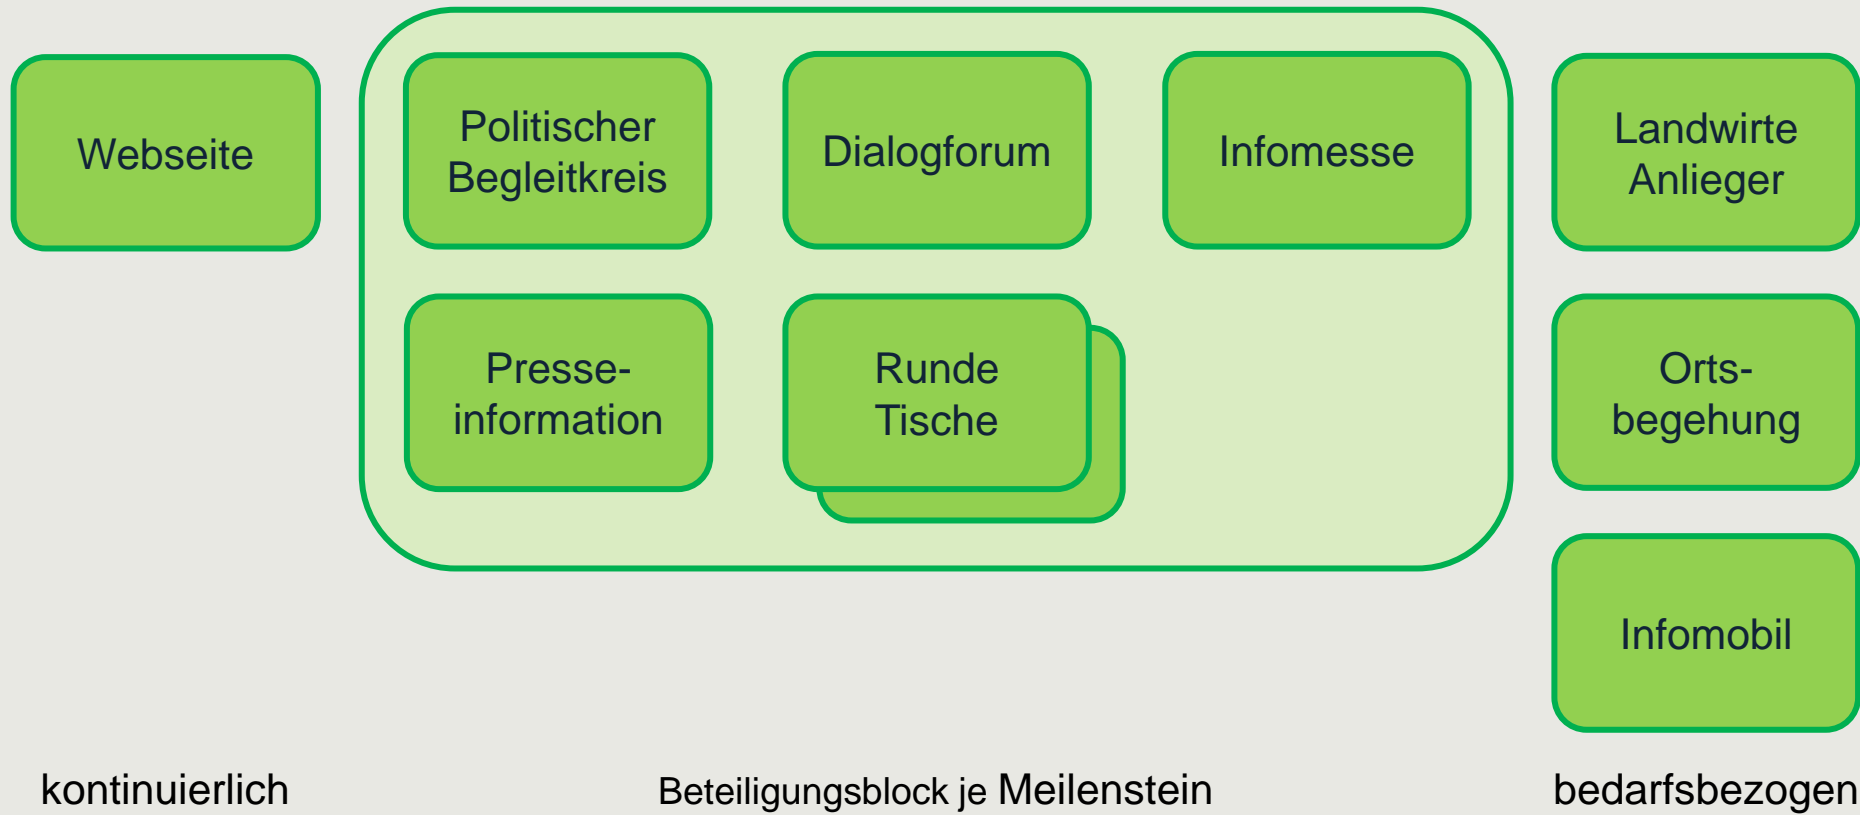 Webseite
Politischer
Begleitkreis
Dialogforum
Infomesse
Landwirte
Anlieger
Presse-
information
Runde
Tische
Orts-
begehung
Infomobil
kontinuierlich
Beteiligungsblock je Meilenstein
bedarfsbezogen